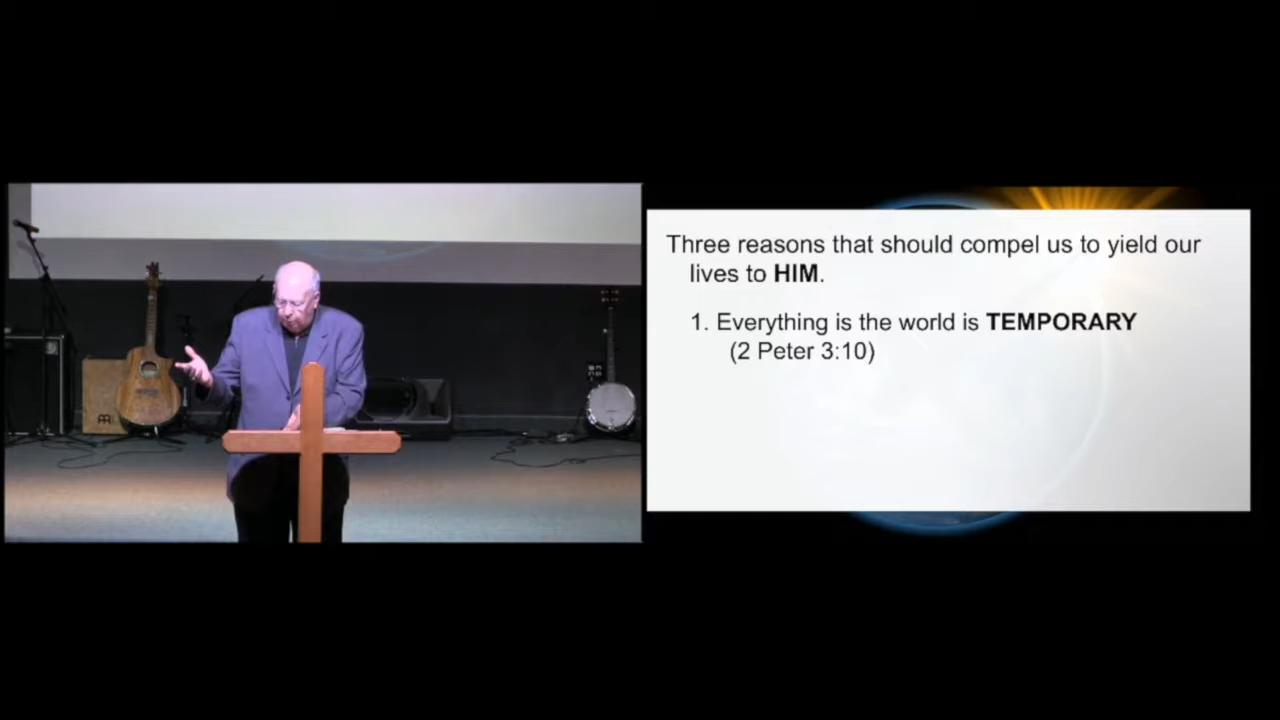 Three reasons that should compel us to yield our
lives to HIM.
1. Everything is the world is TEMPORARY
(2 Peter 3:10)